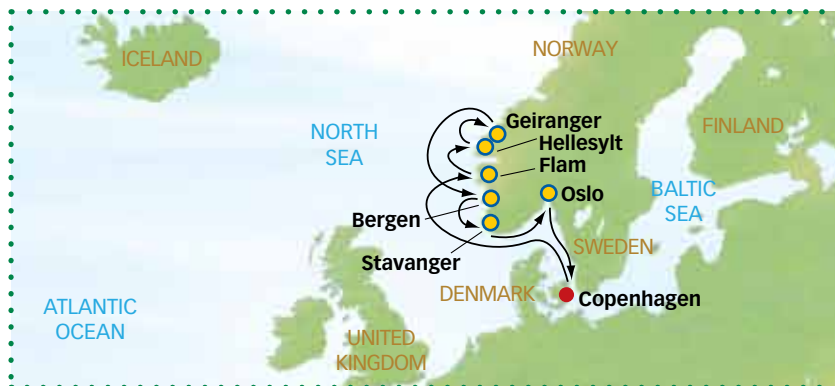 ICELAND
NORWAY
NORTH
SEA
Geiranger
Hellesylt
Flam
FINLAND
Bergen
Oslo
BALTIC
SEA
Stavanger
SWEDEN
DENMARK
Copenhagen
ATLANTIC
OCEAN
UNITED
KINGDOM